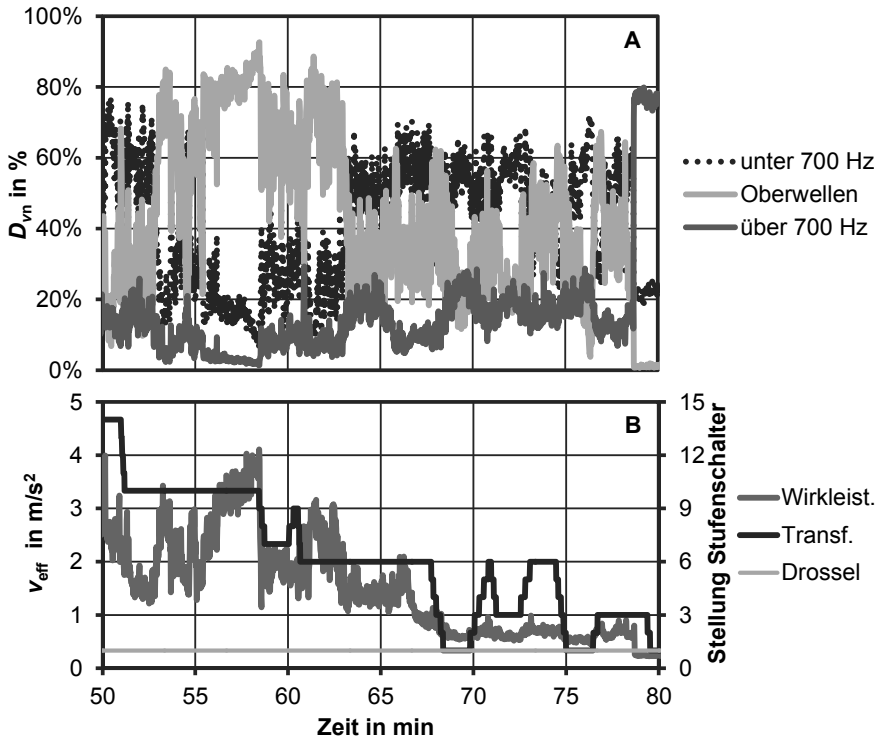 100%
80%
60%
40%
20%
0%
Dvn in %
A
unter 700 Hz
Oberwellen
über 700 Hz
5
4
3
2
1
0
veff in m/s²
B
15
12
9
6
3
0
Stellung Stufenschalter
Wirkleist.
Transf.
Drossel
50 55 60 65 70 75 80
Zeit in min